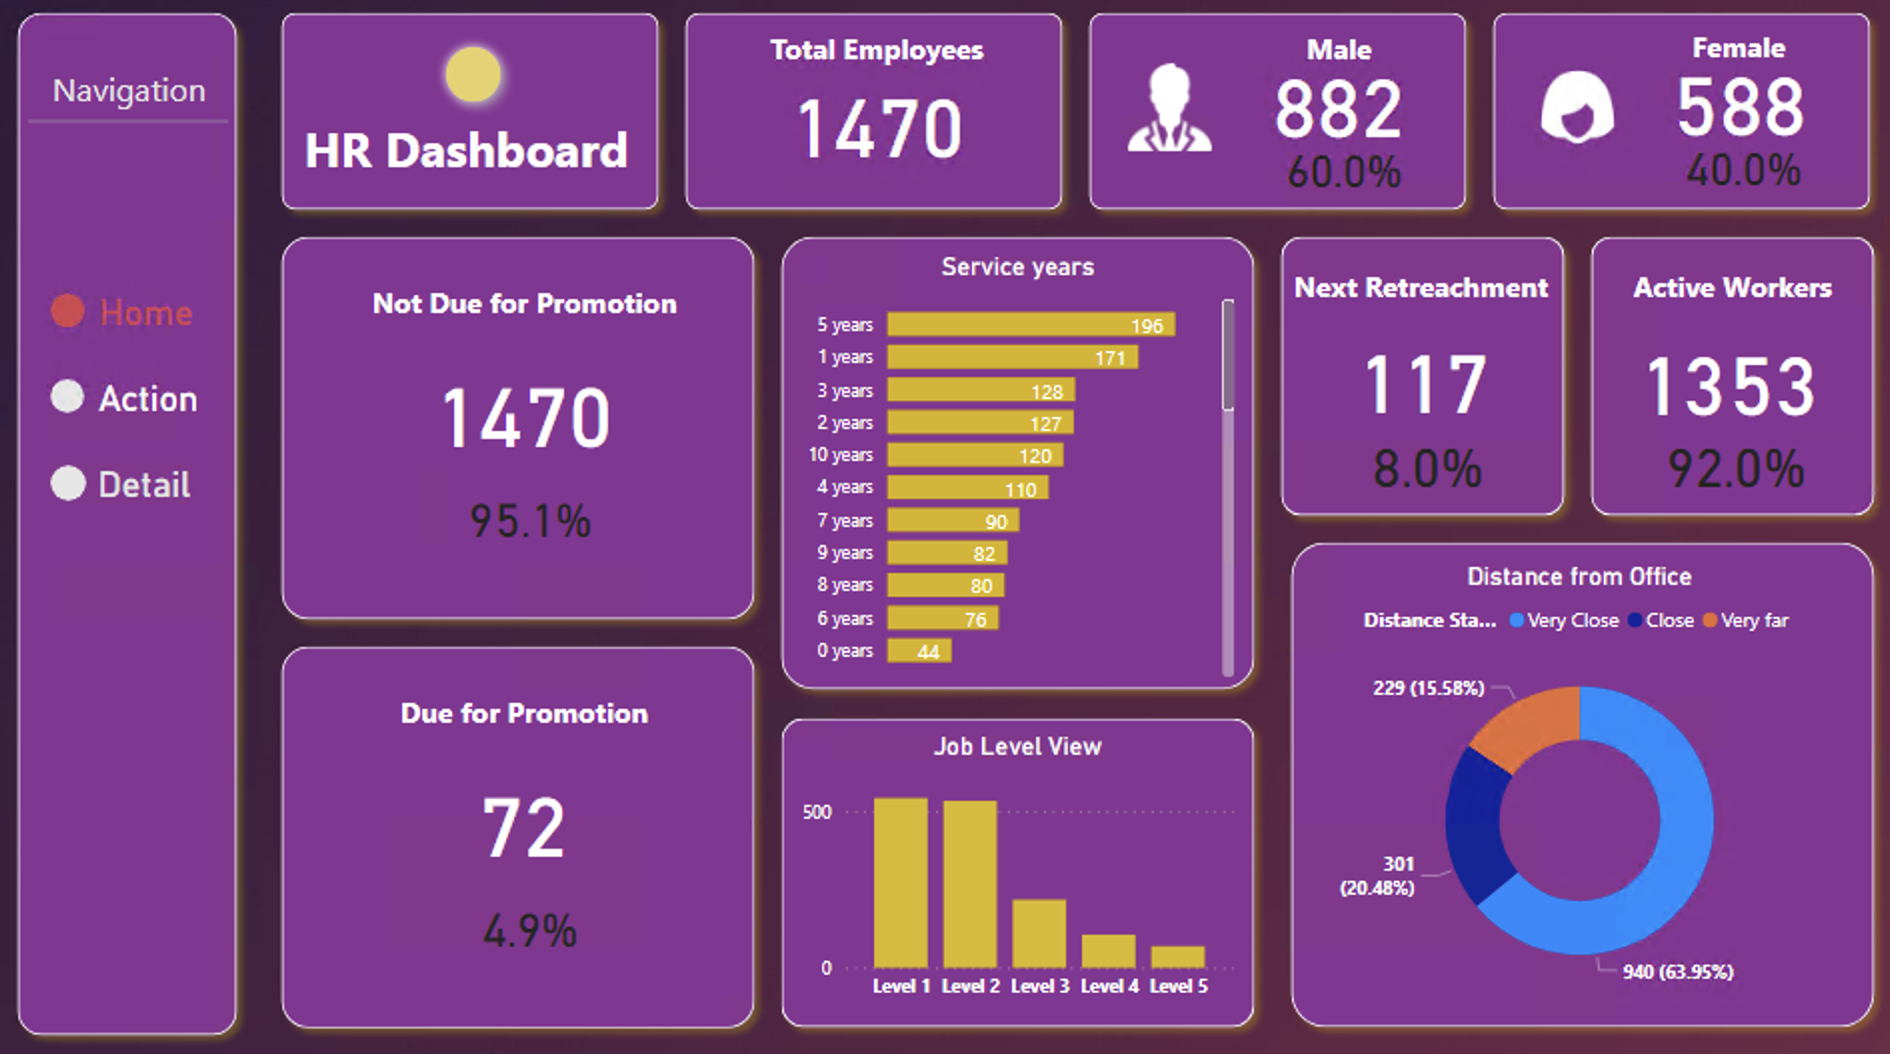 Navigation
Home
Action
Detail
HR Dashboard
Total Employees
1470
Male
882
60.0%
Female
588
40.0%
Not Due for Promotion
1470
95.1%
Due for Promotion
72
4.9%
Service years
5 years 196
1 years 171
3 years 128
2 years 127
10 years 120
4 years 110
7 years 90
9 years 82
8 years 80
6 years 76
0 years 44
Job Level View
500
0
Level 1 Level 2 Level 3 Level 4 Level 5
Next Retreachment
117
8.0%
Active Workers
1353
92.0%
Distance from Office
Distance Sta... Very Close Close Very far
229 (15.58%)
301
(20.48%)
940 (63.95%)